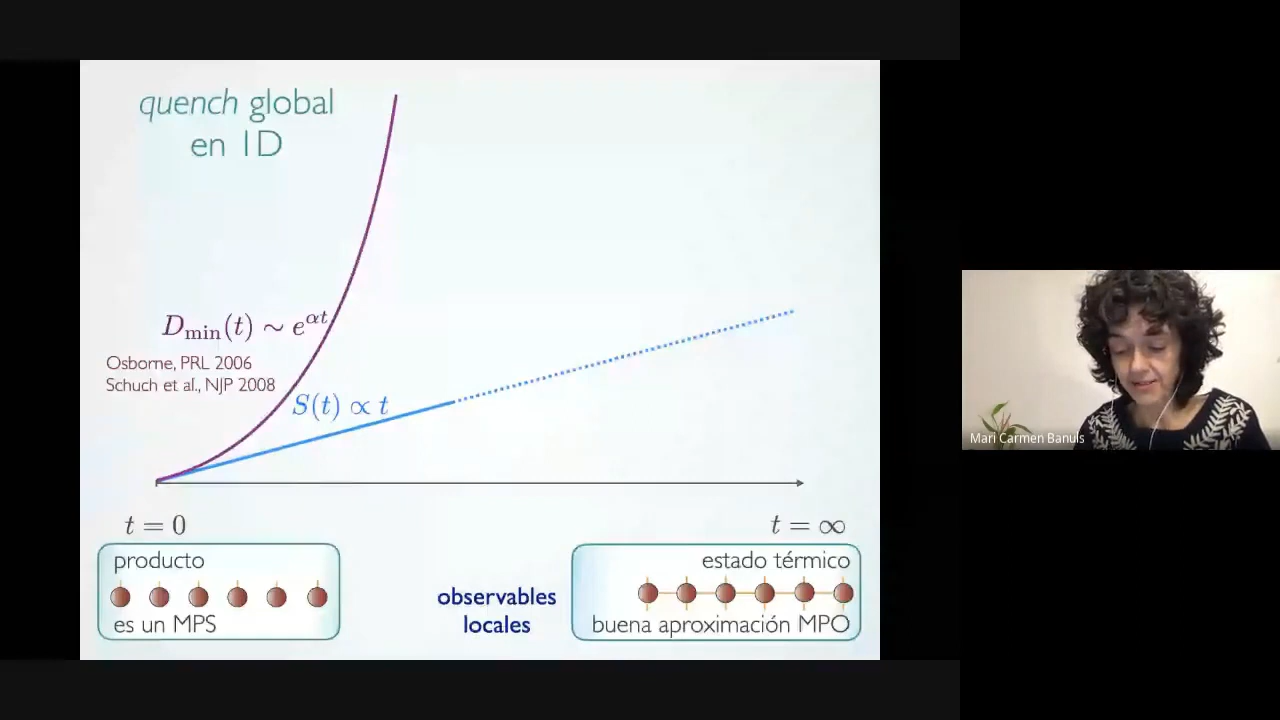 quench global
en 1D
D_min(t) ∼ e^{αt}
Osborne, PRL 2006
Schuch et al., NJP 2008
S(t) ∝ t
t = 0
t = ∞
producto
es un MPS
observables
locales
estado térmico
buena aproximación MPO
Mari Carmen Banuls